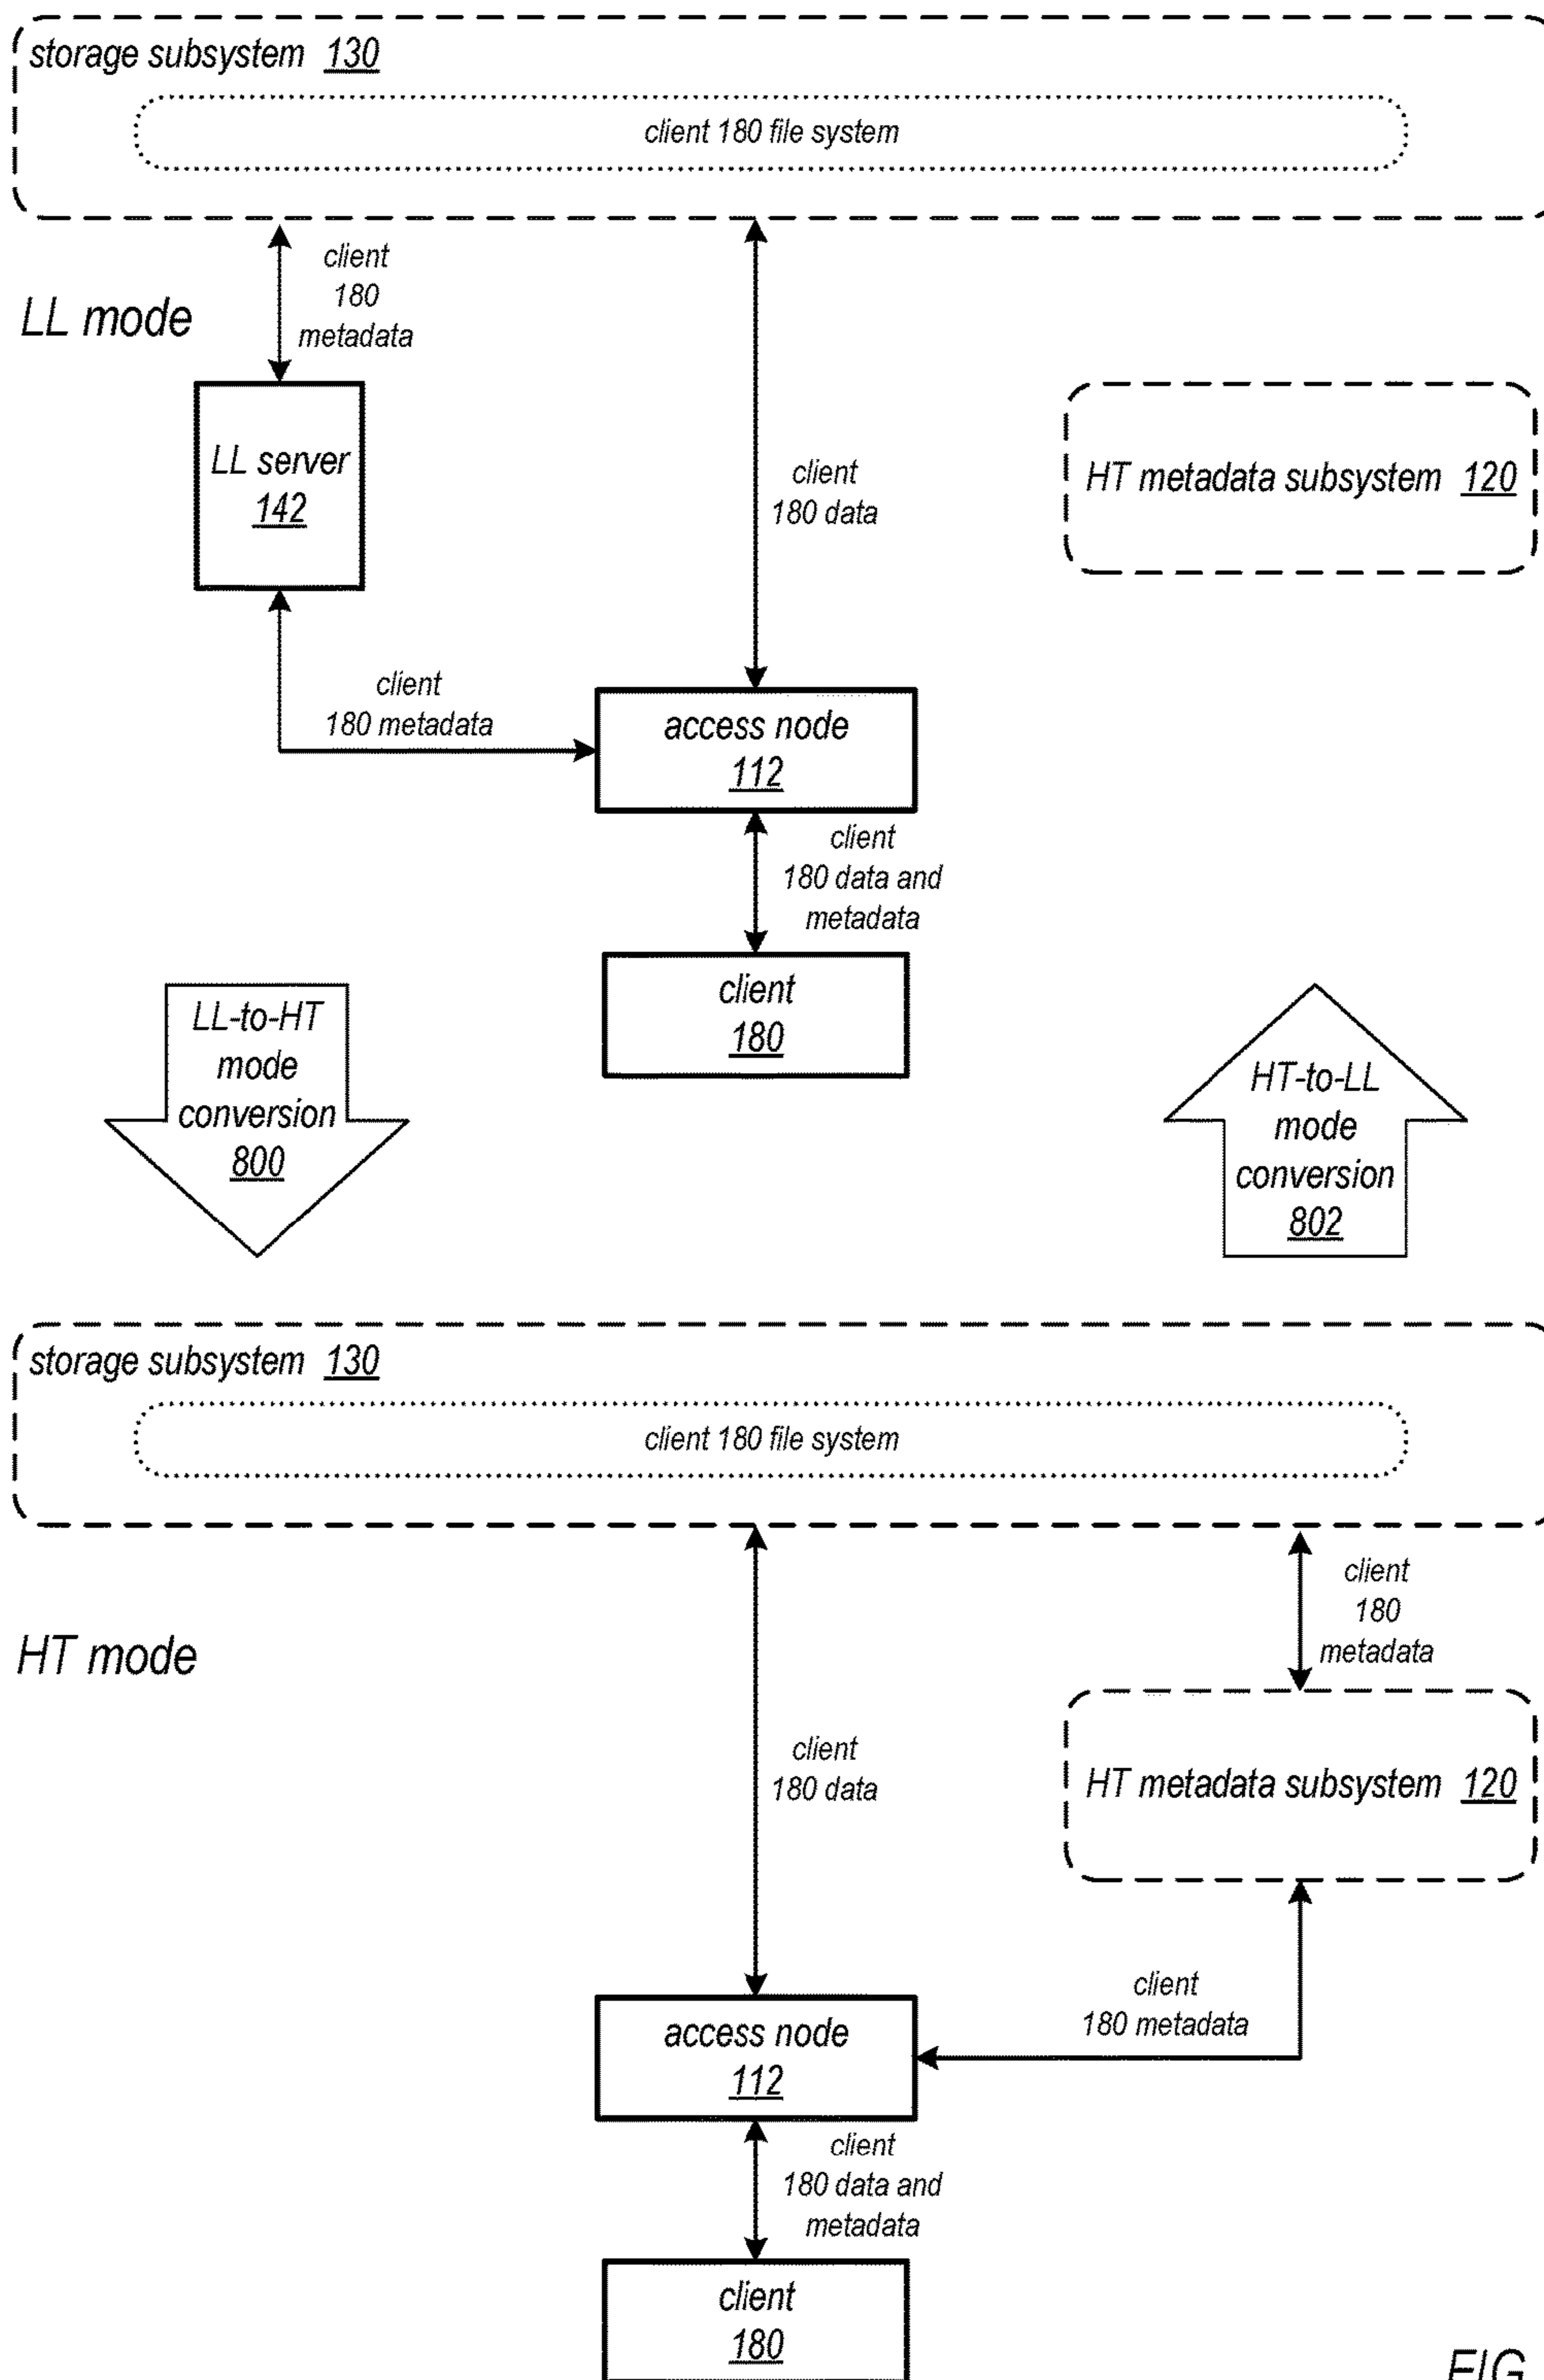 storage subsystem 130
client 180 file system
client
180
metadata
LL mode
LL server
142
client
180 data
HT metadata subsystem 120
client
180 metadata
access node
112
client
180 data and
metadata
client
180
LL-to-HT
mode
conversion
800
HT-to-LL
mode
conversion
802
storage subsystem 130
client 180 file system
client
180
metadata
HT mode
client
180 data
HT metadata subsystem 120
client
180 metadata
access node
112
client
180 data and
metadata
client
180
FIG